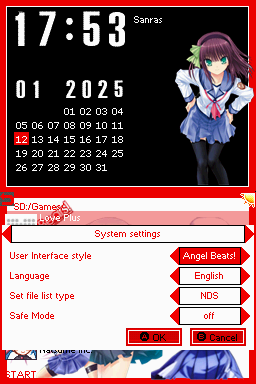 17:53
Sanras
01 2025
01 02 03 04
05 06 07 08 09 10 11
12 13 14 15 16 17 18
19 20 21 22 23 24 25
26 27 28 29 30 31
SD:/Games
Love Plus
System settings
User Interface style Angel Beats!
Language English
Set file list type NDS
Safe Mode off
A OK B Cancel
Natsume Inc.
START